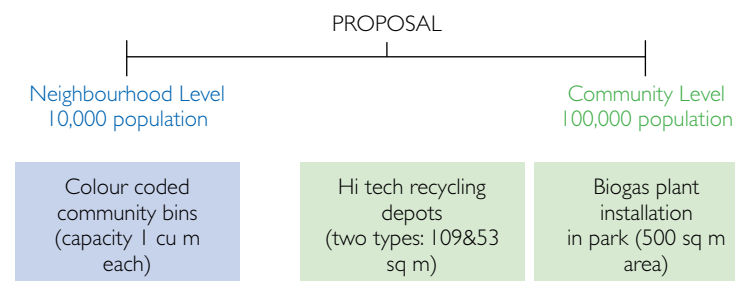 PROPOSAL
Neighbourhood Level
10,000 population
Community Level
100,000 population
Colour coded
community bins
(capacity 1 cu m
each)
Hi tech recycling
depots
(two types: 109&53
sq m)
Biogas plant
installation
in park (500 sq m
area)